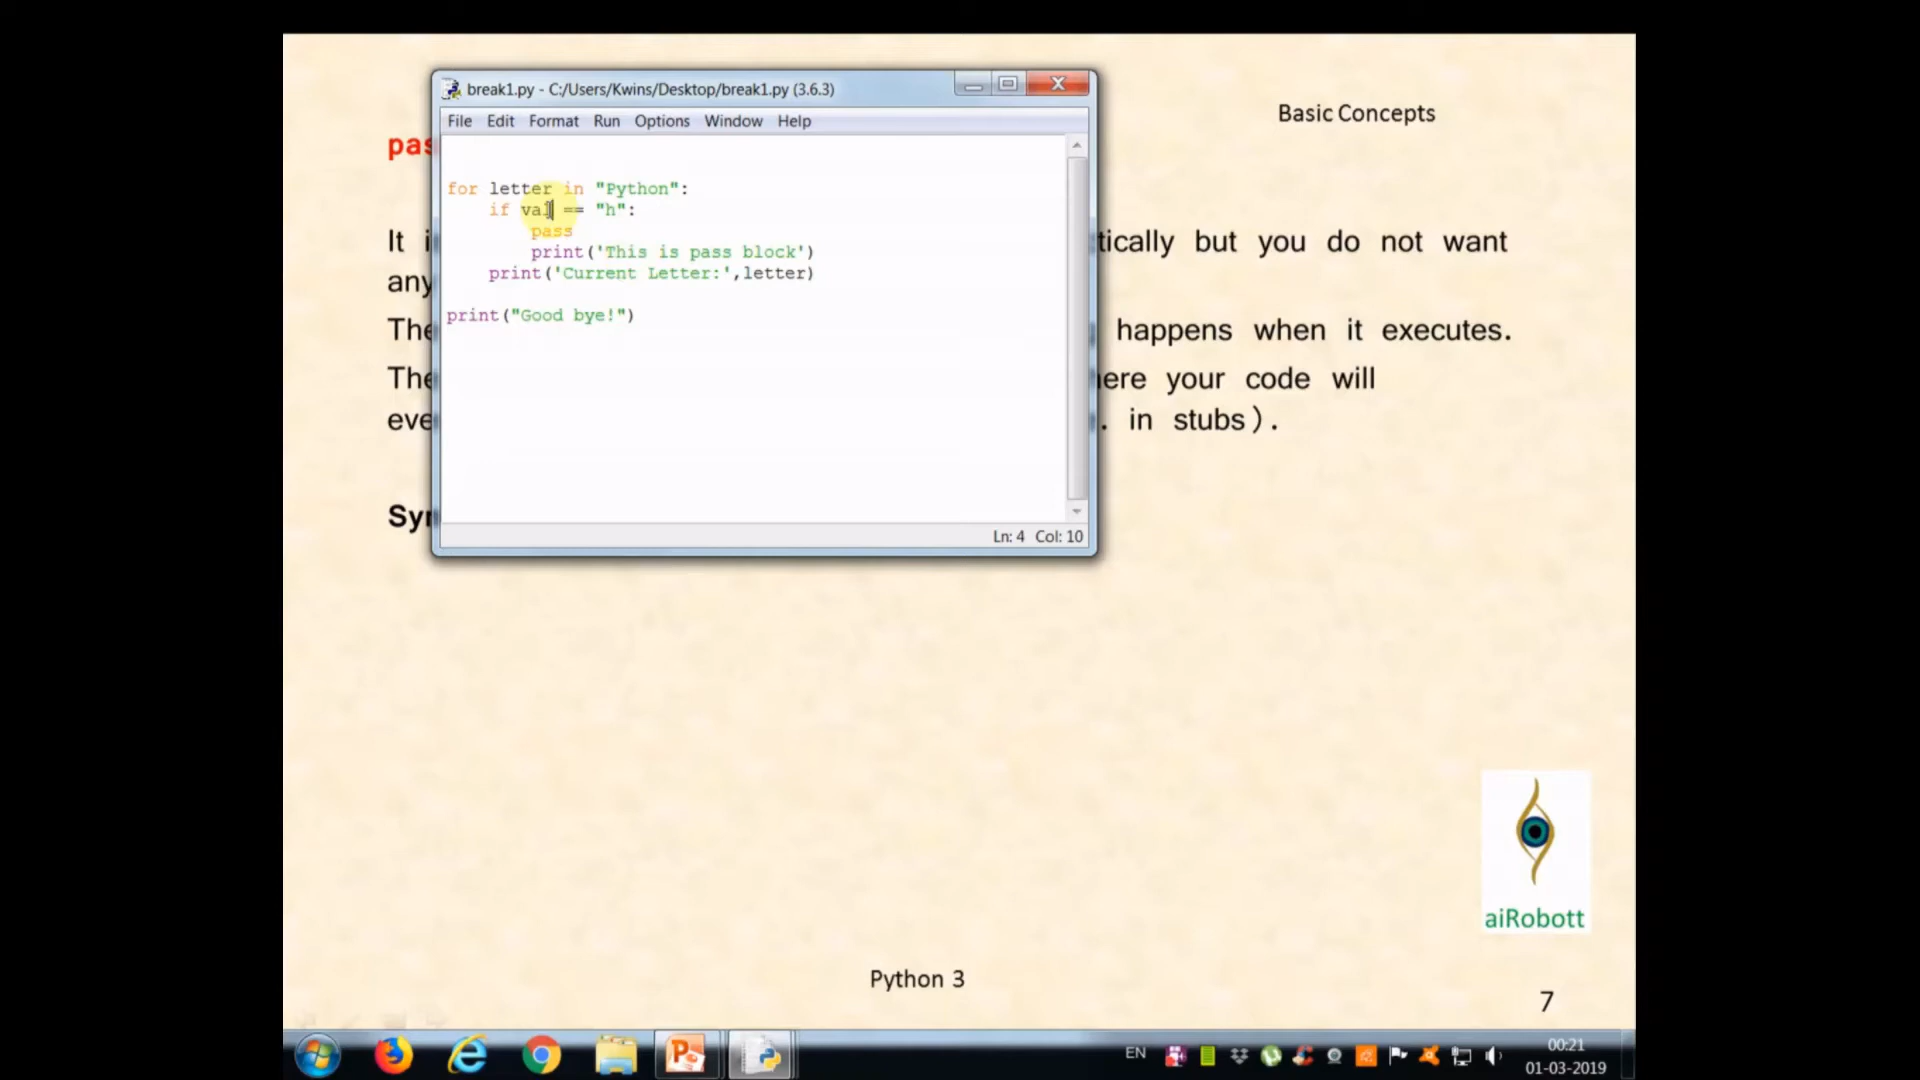 break1.py - C:/Users/Kwins/Desktop/break1.py (3.6.3)
File Edit Format Run Options Window Help
Basic Concepts
pas
for letter in "Python":
if val == "h":
pass
print('This is pass block')
print('Current Letter:',letter)
print("Good bye!")
It i
tically but you do not want
any
The
happens when it executes.
The
here your code will
eve
. in stubs).
Syn
Ln: 4 Col: 10
aiRobott
Python 3
7
EN
00:21
01-03-2019